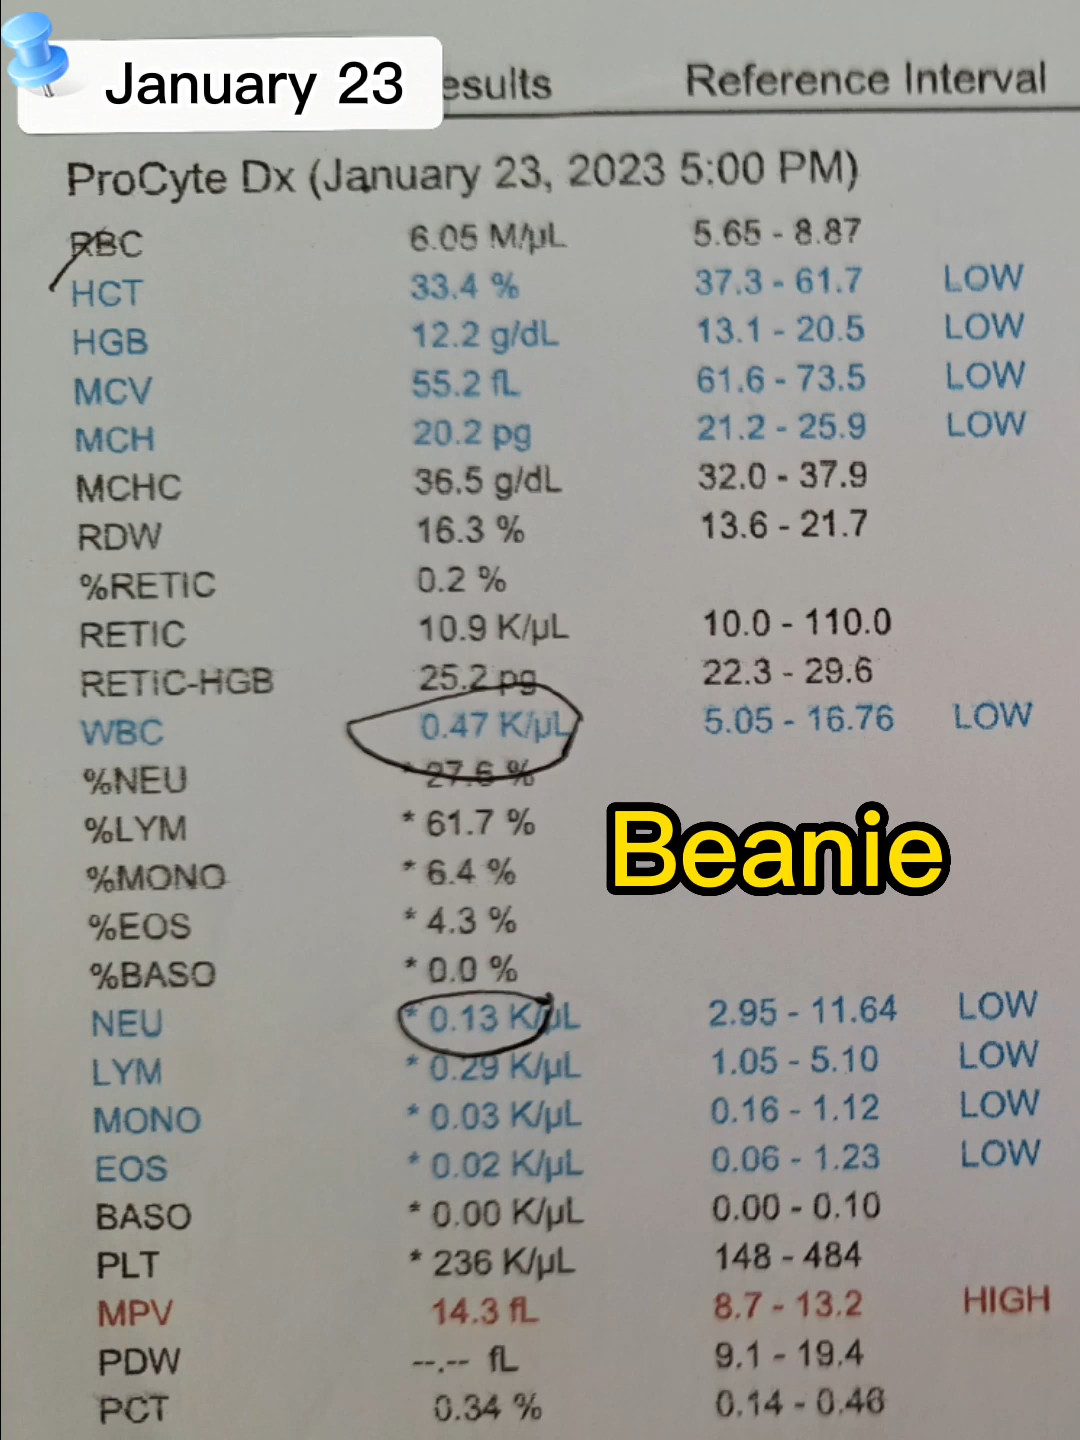 January 23
esults Reference Interval
ProCyte Dx (January 23, 2023 5:00 PM)
RBC 6.05 M/µL 5.65 - 8.87
HCT 33.4 % 37.3 - 61.7 LOW
HGB 12.2 g/dL 13.1 - 20.5 LOW
MCV 55.2 fL 61.6 - 73.5 LOW
MCH 20.2 pg 21.2 - 25.9 LOW
MCHC 36.5 g/dL 32.0 - 37.9
RDW 16.3 % 13.6 - 21.7
%RETIC 0.2 %
RETIC 10.9 K/µL 10.0 - 110.0
RETIC-HGB 25.2 pg 22.3 - 29.6
WBC 0.47 K/µL 5.05 - 16.76 LOW
%NEU * 27.6 %
%LYM * 61.7 %
%MONO * 6.4 %
%EOS * 4.3 %
%BASO * 0.0 %
Beanie
NEU * 0.13 K/µL 2.95 - 11.64 LOW
LYM * 0.29 K/µL 1.05 - 5.10 LOW
MONO * 0.03 K/µL 0.16 - 1.12 LOW
EOS * 0.02 K/µL 0.06 - 1.23 LOW
BASO * 0.00 K/µL 0.00 - 0.10
PLT * 236 K/µL 148 - 484
MPV 14.3 fL 8.7 - 13.2 HIGH
PDW --.-- fL 9.1 - 19.4
PCT 0.34 % 0.14 - 0.46